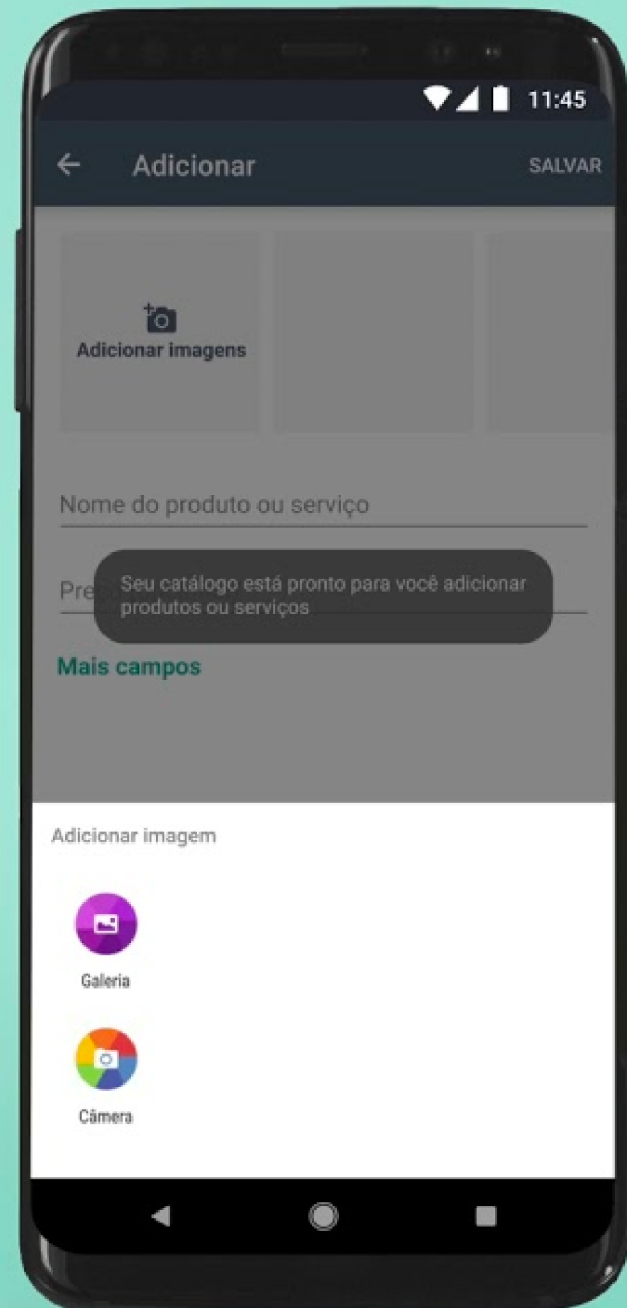 11:45
Adicionar
SALVAR
Adicionar imagens
Nome do produto ou serviço
Pre
Seu catálogo está pronto para você adicionar
produtos ou serviços
Mais campos
Adicionar imagem
Galeria
Câmera